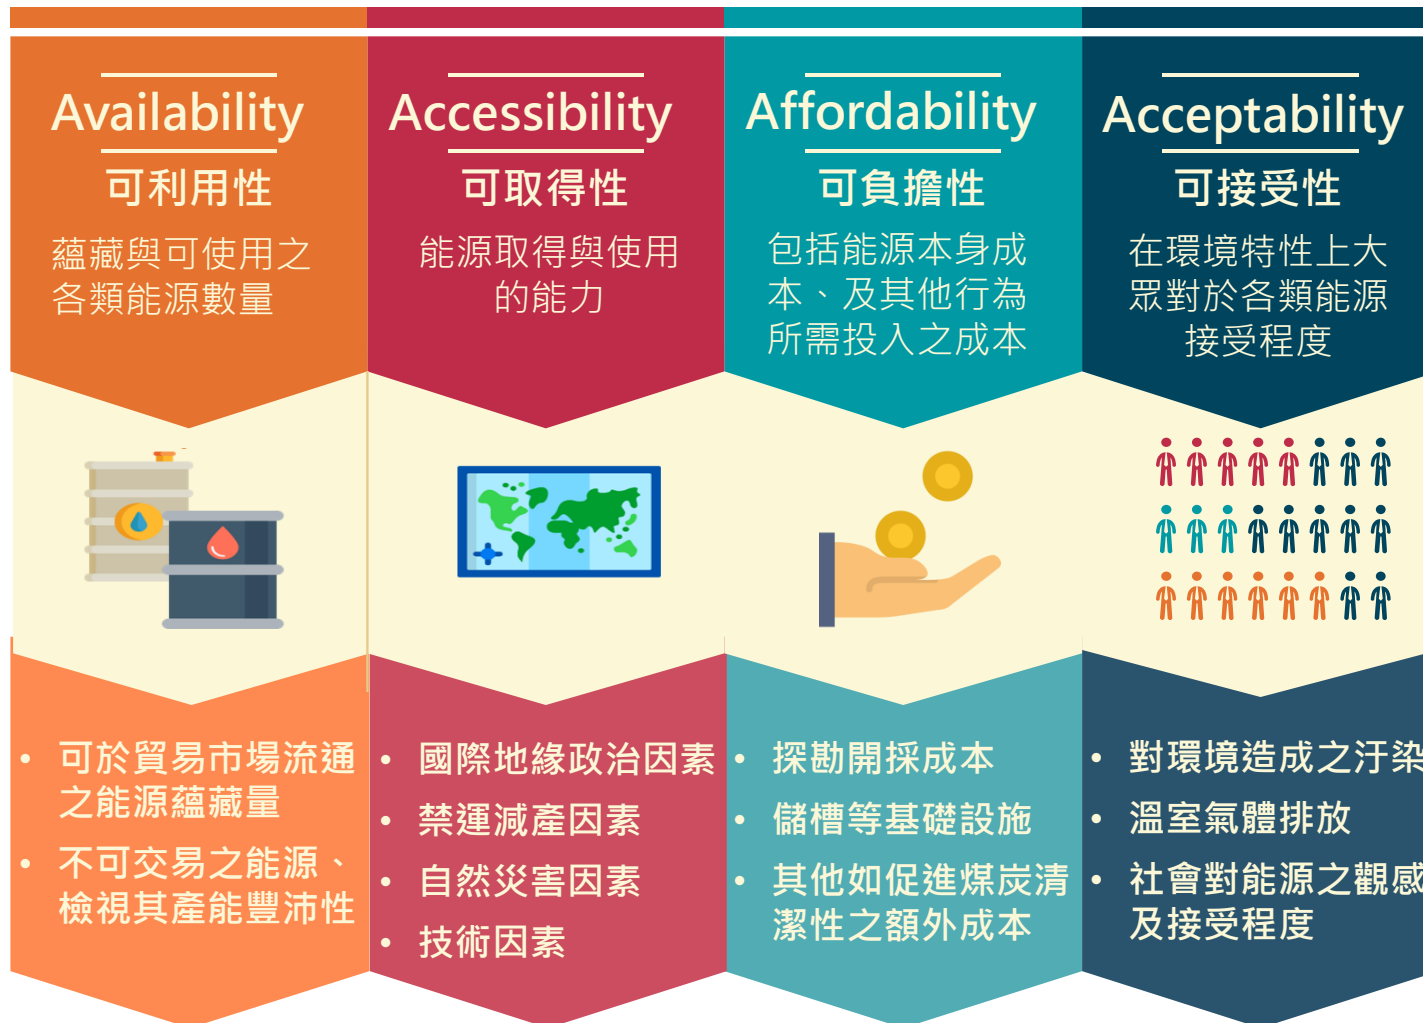 Availability
可利用性
蘊藏與可使用之
各類能源數量
• 可於貿易市場流通
之能源蘊藏量
• 不可交易之能源、
檢視其產能豐沛性
Accessibility
可取得性
能源取得與使用
的能力
• 國際地緣政治因素
• 禁運減產因素
• 自然災害因素
• 技術因素
Affordability
可負擔性
包括能源本身成
本、及其他行為
所需投入之成本
• 探勘開採成本
• 儲槽等基礎設施
• 其他如促進煤炭清
潔性之額外成本
Acceptability
可接受性
在環境特性上大
眾對於各類能源
接受程度
• 對環境造成之汙染
• 溫室氣體排放
• 社會對能源之觀感
及接受程度